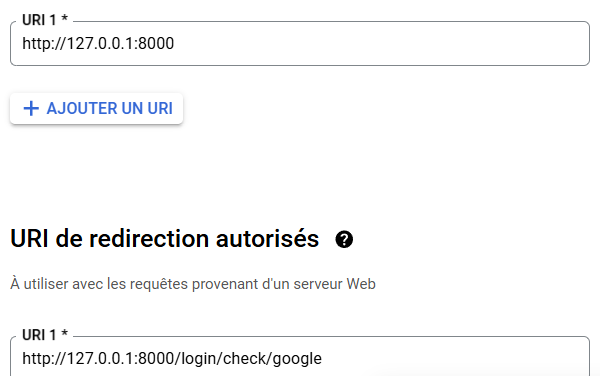 URI 1 *
http://127.0.0.1:8000
+ AJOUTER UN URI
URI de redirection autorisés ?
À utiliser avec les requêtes provenant d'un serveur Web
URI 1 *
http://127.0.0.1:8000/login/check/google